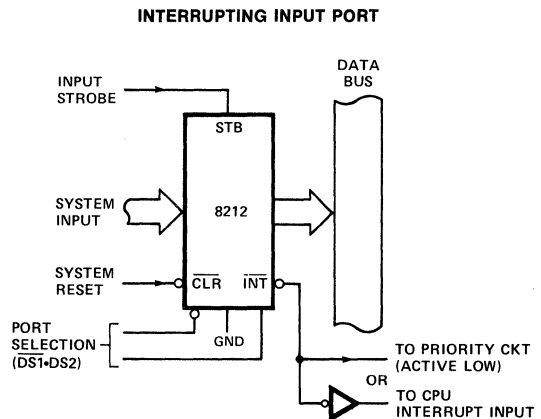 INTERRUPTING INPUT PORT
DATA
BUS
INPUT
STROBE
STB
SYSTEM
INPUT
8212
SYSTEM
RESET
CLR
INT
PORT
SELECTION
(DS1•DS2)
GND
TO PRIORITY CKT
(ACTIVE LOW)
OR
TO CPU
INTERRUPT INPUT